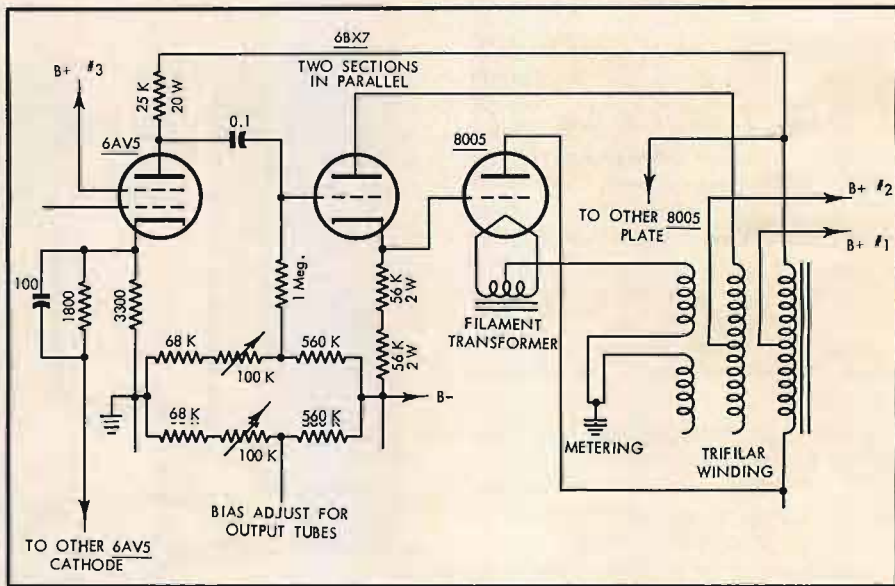 6BX7
TWO SECTIONS
IN PARALLEL
B+ #3
25 K
20 W
0.1
6AV5
8005
TO OTHER 8005
PLATE
B+ #2
B+ #1
100
1800
3300
1 Meg.
56 K
2 W
56 K
2 W
FILAMENT
TRANSFORMER
68 K
100 K
560 K
B-
68 K
100 K
560 K
METERING
TRIFILAR
WINDING
BIAS ADJUST FOR
OUTPUT TUBES
TO OTHER 6AV5
CATHODE